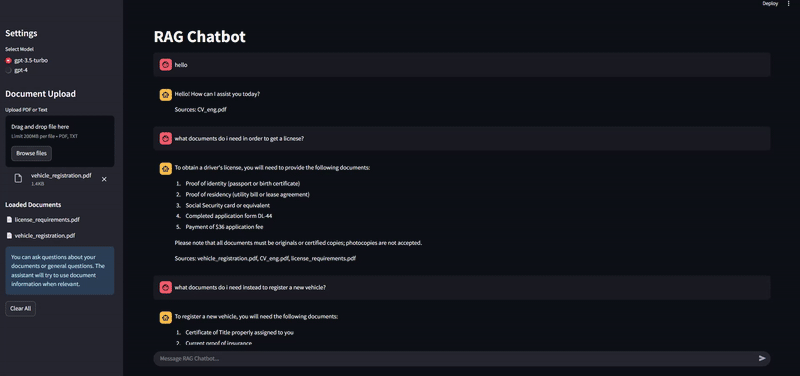 Deploy
Settings
Select Model
gpt-3.5-turbo
gpt-4
Document Upload
Upload PDF or Text
Drag and drop file here
Limit 200MB per file • PDF, TXT
Browse files
vehicle_registration.pdf
1.4KB
Loaded Documents
license_requirements.pdf
vehicle_registration.pdf
You can ask questions about your
documents or general questions. The
assistant will try to use document
information when relevant.
Clear All
RAG Chatbot
hello
Hello! How can I assist you today?
Sources: CV_eng.pdf
what documents do i need in order to get a licnese?
To obtain a driver's license, you will need to provide the following documents:
1. Proof of identity (passport or birth certificate)
2. Proof of residency (utility bill or lease agreement)
3. Social Security card or equivalent
4. Completed application form DL-44
5. Payment of $36 application fee
Please note that all documents must be originals or certified copies; photocopies are not accepted.
Sources: vehicle_registration.pdf, CV_eng.pdf, license_requirements.pdf
what documents do i need instead to register a new vehicle?
To register a new vehicle, you will need the following documents:
1. Certificate of Title properly assigned to you
2. Current proof of insurance
Message RAG Chatbot...